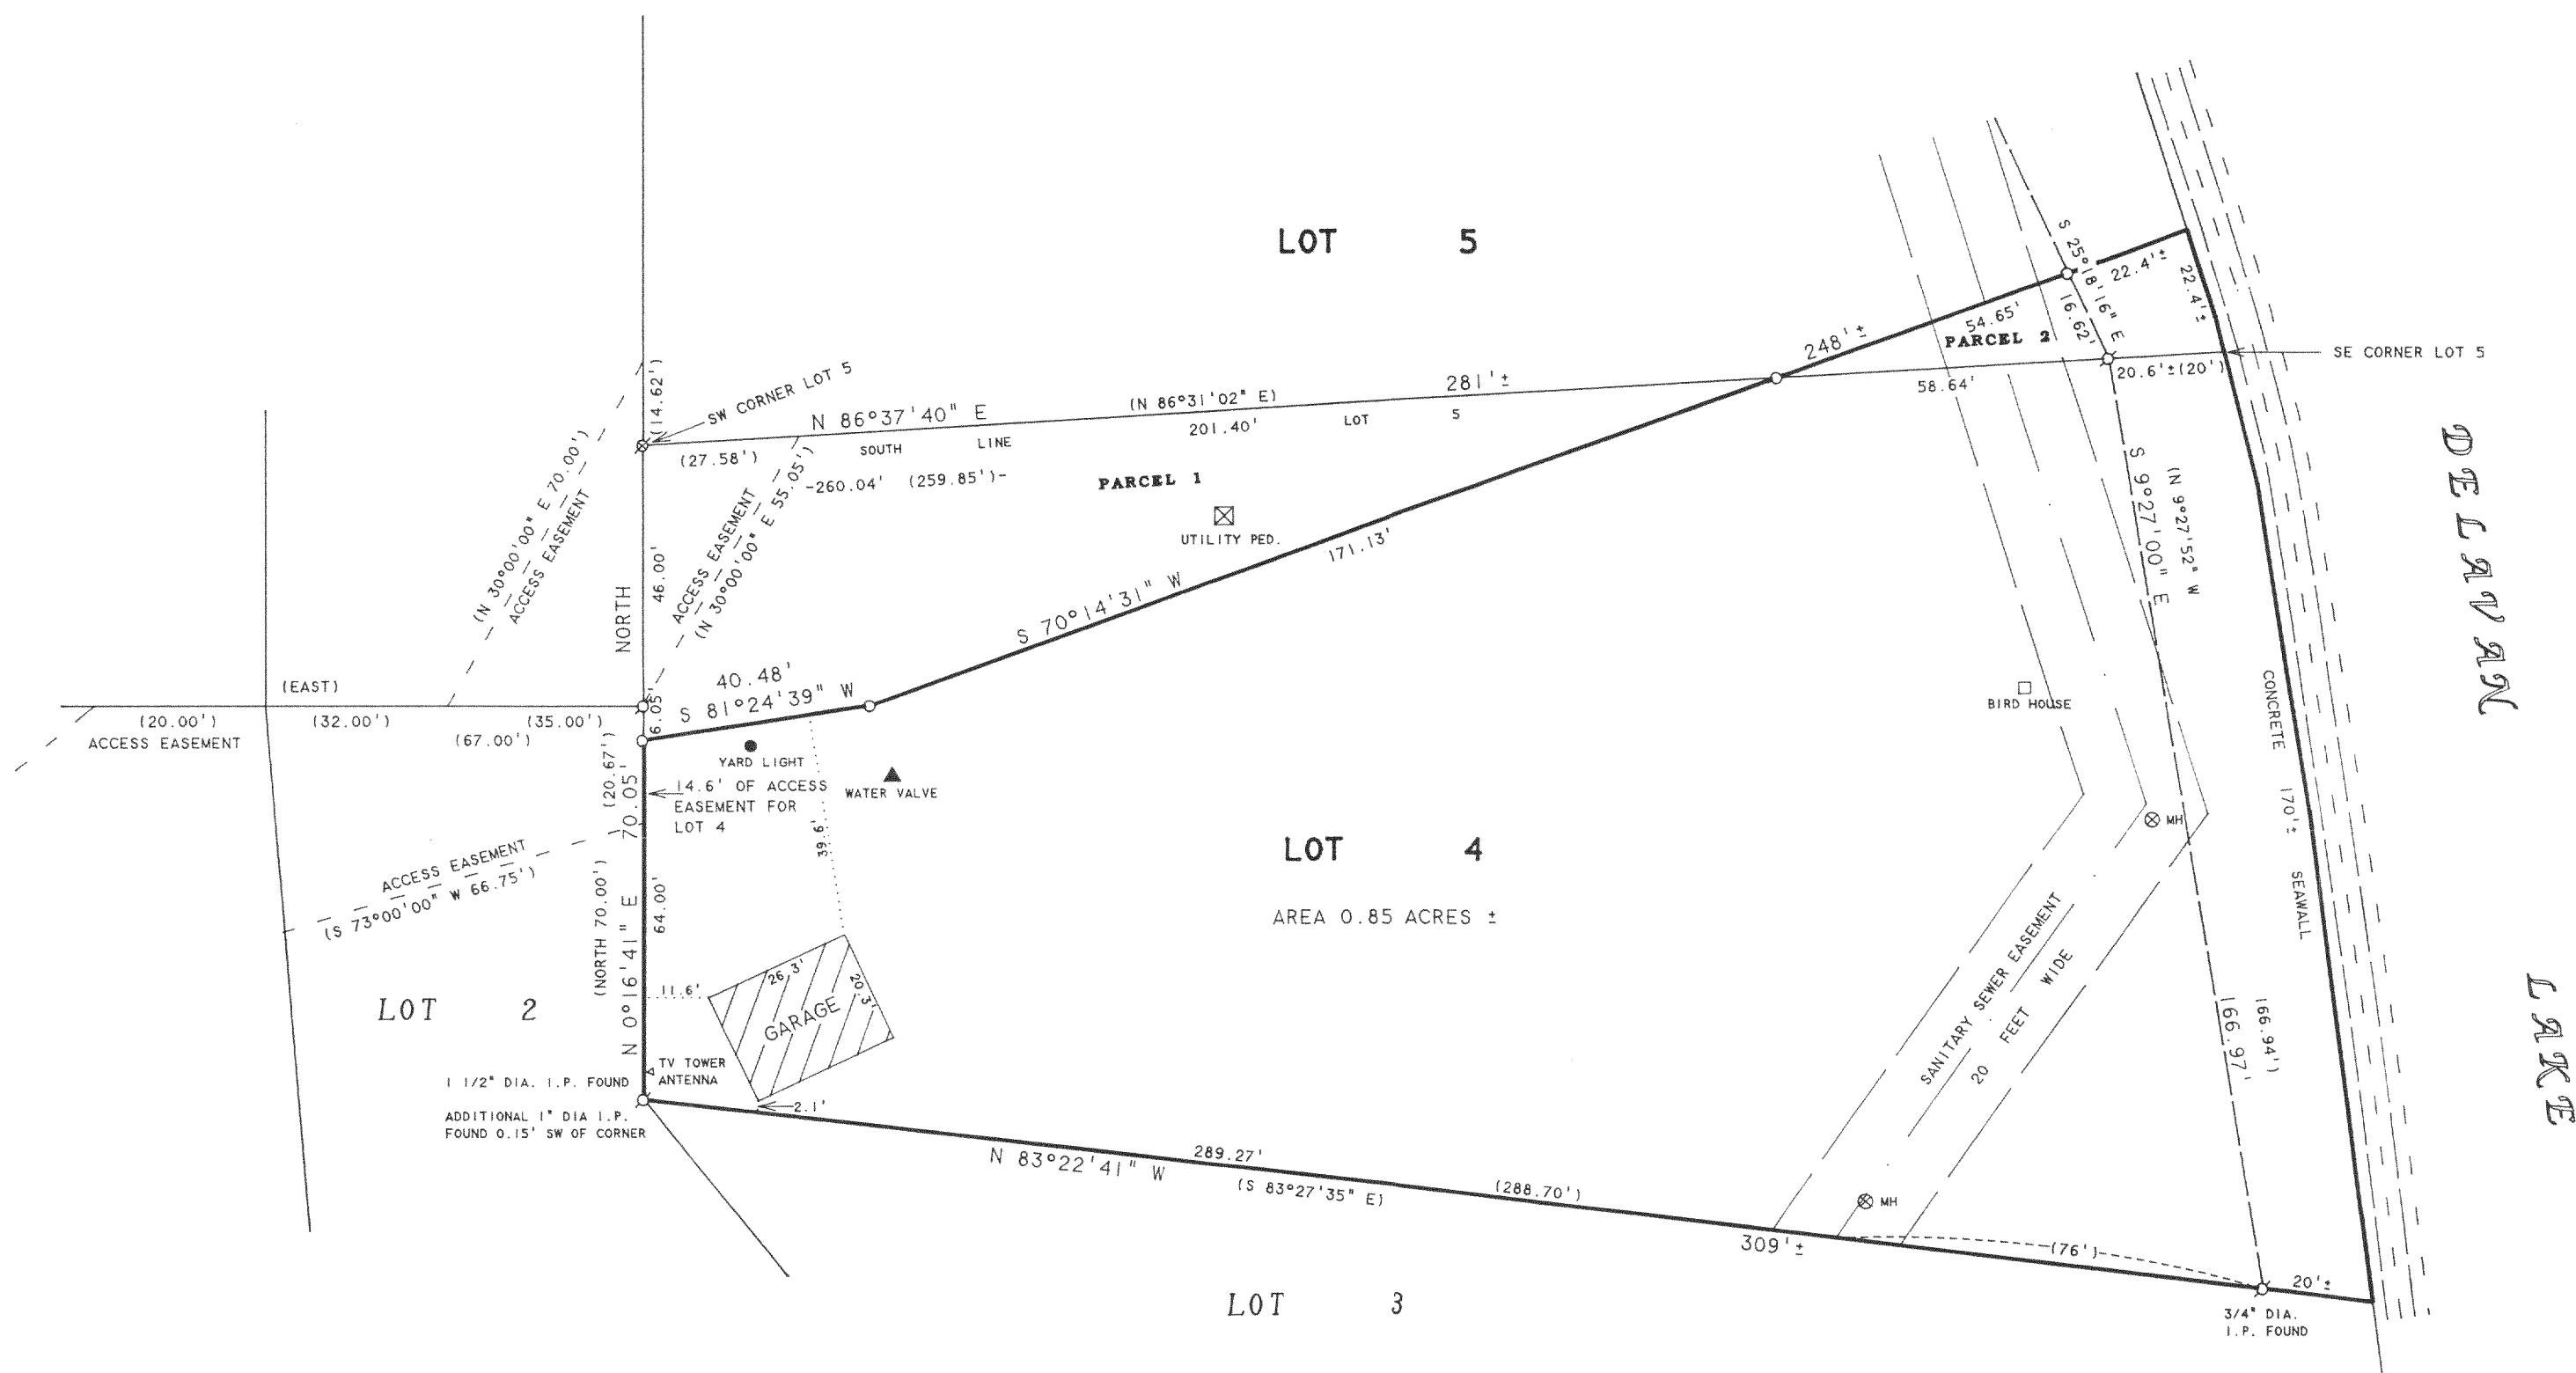 LOT 5
S 25°18'16" E
22.4'±
22.4'±
16.62'
54.65'
PARCEL 2
248'±
SE CORNER LOT 5
20.6'±(20')
58.64'
(14.62')
SW CORNER LOT 5
N 86°37'40" E
(N 86°31'02" E)
281'±
SOUTH LINE
201.40'
LOT 5
(27.58')
-260.04' (259.85')-
PARCEL 1
UTILITY PED.
171.13'
S 70°14'31" W
(N 30°00'00" E 70.00')
ACCESS EASEMENT
NORTH
46.00'
ACCESS EASEMENT
(N 30°00'00" E 55.05')
40.48'
S 81°24'39" W
6.05'
(EAST)
(20.00')
(32.00')
(35.00')
ACCESS EASEMENT
(67.00')
(20.67')
70.05'
YARD LIGHT
14.6' OF ACCESS
EASEMENT FOR
LOT 4
WATER VALVE
39.6'
S 9°27'00" E
(N 9°27'52" W
BIRD HOUSE
MH
CONCRETE 170'± SEAWALL
DELAVAN
LAKE
LOT 4
AREA 0.85 ACRES ±
ACCESS EASEMENT
(S 73°00'00" W 66.75')
(NORTH 70.00')
N 0°16'41" E
64.00'
LOT 2
11.6'
26.3'
20.3'
GARAGE
TV TOWER
ANTENNA
1 1/2" DIA. I.P. FOUND
ADDITIONAL 1" DIA I.P.
FOUND 0.15' SW OF CORNER
2.1'
SANITARY SEWER EASEMENT
20 FEET WIDE
166.97'
166.94')
289.27'
N 83°22'41" W
(S 83°27'35" E)
(288.70')
MH
309'±
(76')
20'±
3/4" DIA.
I.P. FOUND
LOT 3